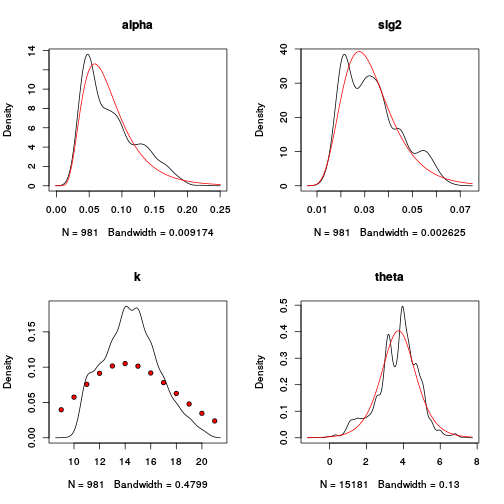 alpha
sig2
Density
14
12
10
8
6
4
2
0
0.00 0.05 0.10 0.15 0.20 0.25
N = 981 Bandwidth = 0.009174
Density
40
30
20
10
0
0.01 0.03 0.05 0.07
N = 981 Bandwidth = 0.002625
k
theta
Density
0.15
0.10
0.05
0.00
10 12 14 16 18 20
N = 981 Bandwidth = 0.4799
Density
0.5
0.4
0.3
0.2
0.1
0.0
0 2 4 6 8
N = 15181 Bandwidth = 0.13